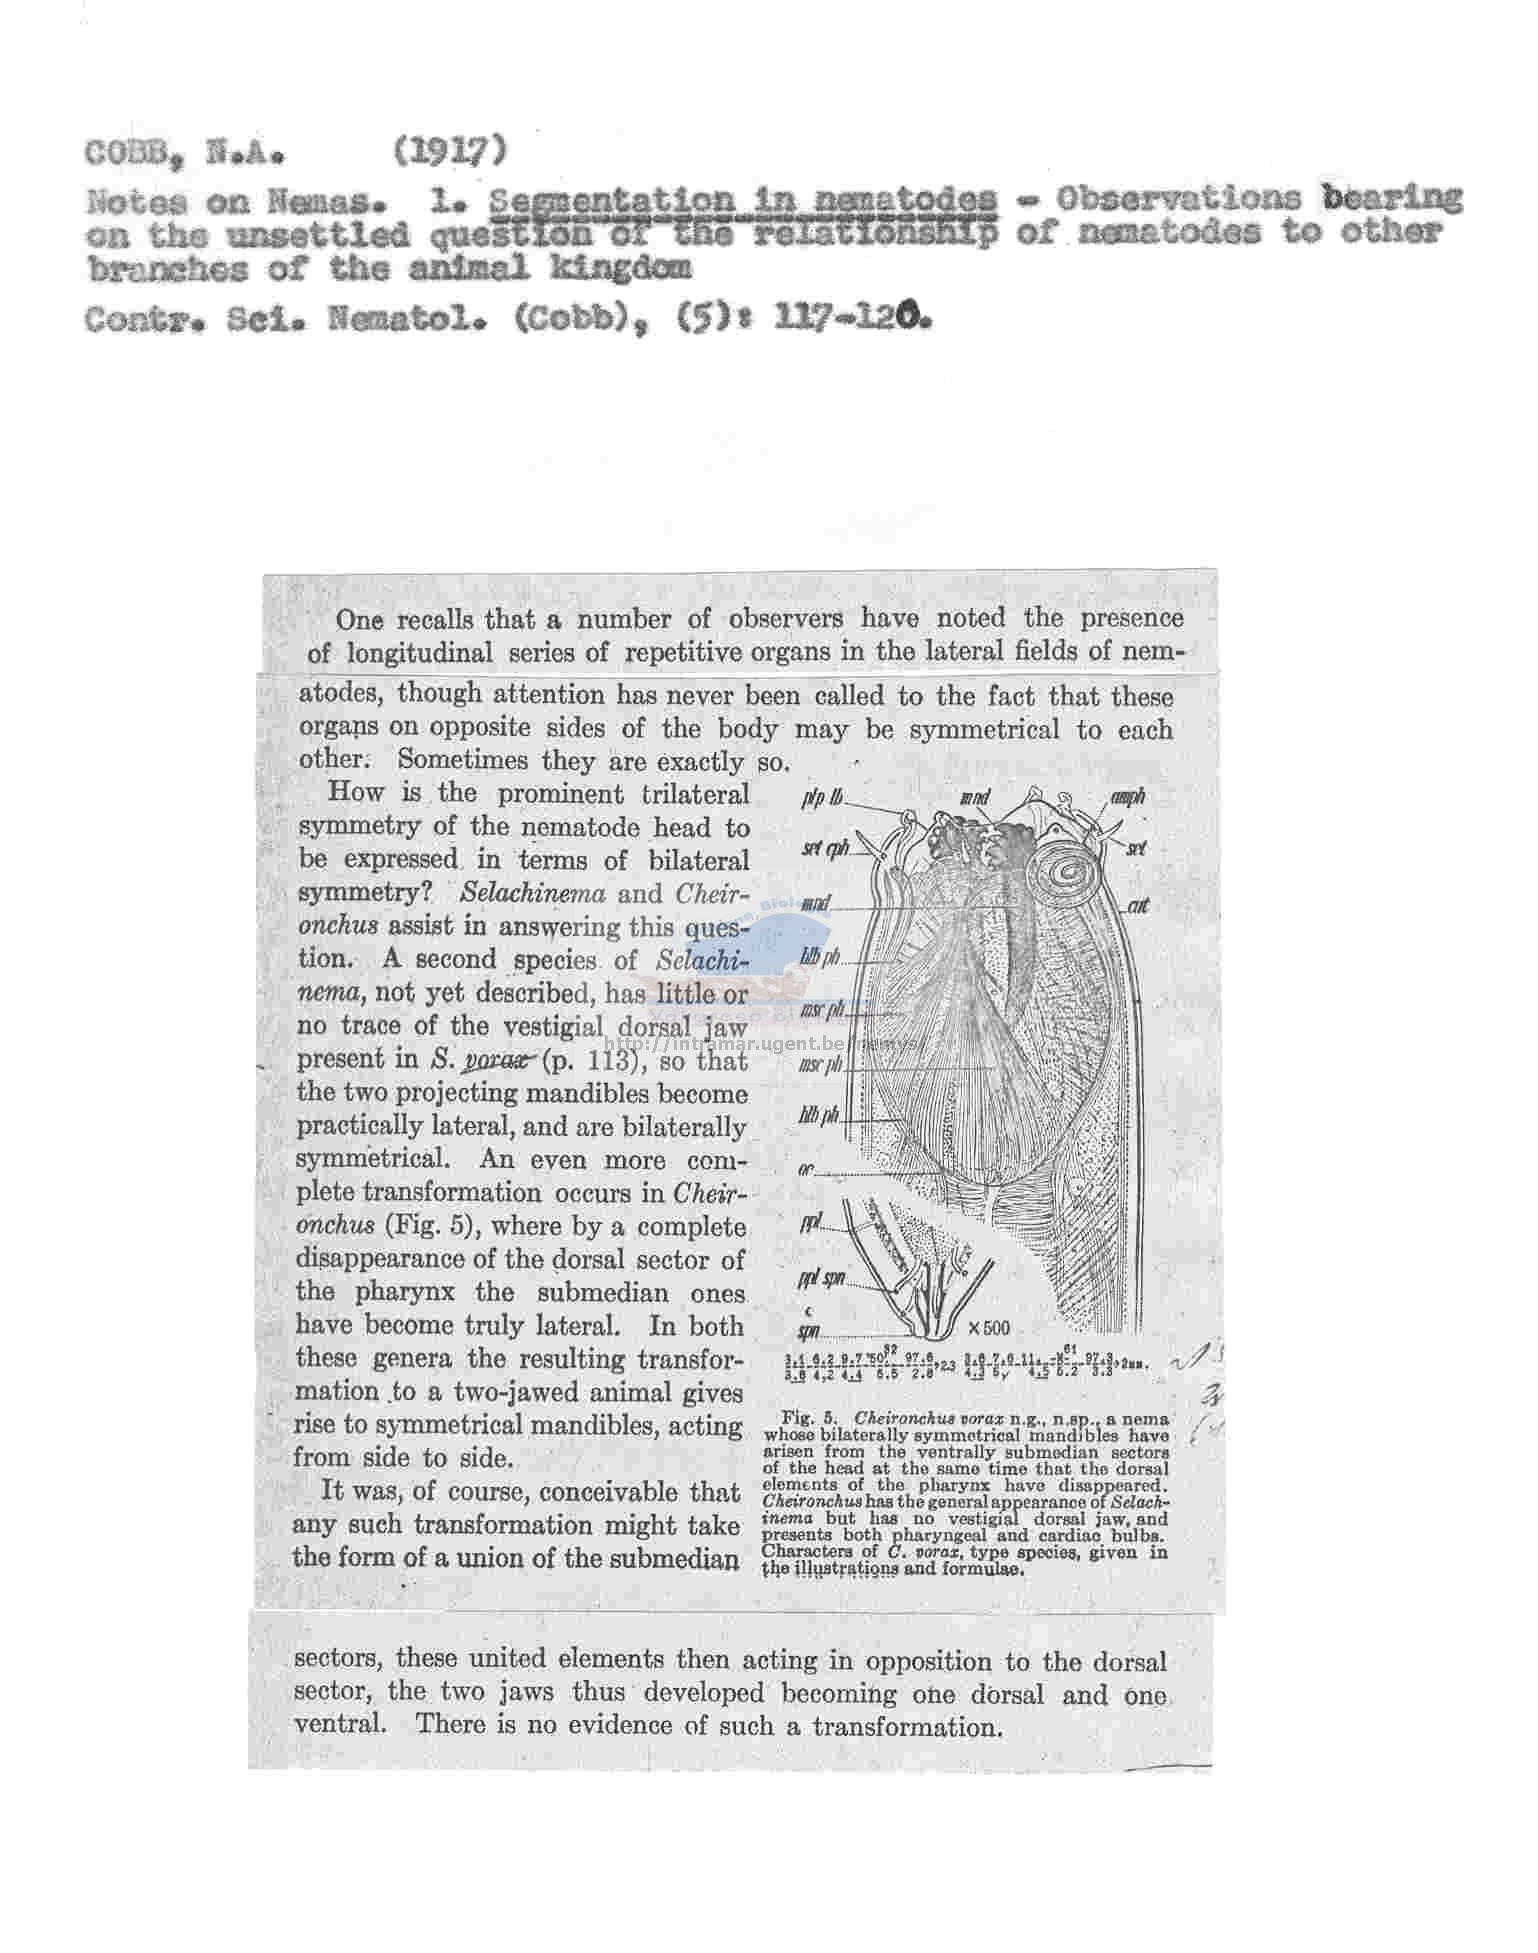 COBB, N.A. (1917)
Notes on Nemas. 1. Segmentation in nematodes - Observations bearing
on the unsettled question of the relationship of nematodes to other
branches of the animal kingdom
Contr. Sci. Nematol. (Cobb), (5): 117-120.
One recalls that a number of observers have noted the presence
of longitudinal series of repetitive organs in the lateral fields of nem-
atodes, though attention has never been called to the fact that these
organs on opposite sides of the body may be symmetrical to each
other. Sometimes they are exactly so.
How is the prominent trilateral
symmetry of the nematode head to
be expressed in terms of bilateral
symmetry? Selachinema and Cheir-
onchus assist in answering this ques-
tion. A second species of Selachi-
nema, not yet described, has little or
no trace of the vestigial dorsal jaw
present in S. vorax (p. 113), so that
the two projecting mandibles become
practically lateral, and are bilaterally
symmetrical. An even more com-
plete transformation occurs in Cheir-
onchus (Fig. 5), where by a complete
disappearance of the dorsal sector of
the pharynx the submedian ones
have become truly lateral. In both
these genera the resulting transfor-
mation to a two-jawed animal gives
rise to symmetrical mandibles, acting
from side to side.
It was, of course, conceivable that
any such transformation might take
the form of a union of the submedian
plp lb
mnd
amph
set cph
set
mnd
cut
blb ph
msc ph
msc ph
blb ph
oe
ppl
ppl spn
spn
×500
Fig. 5. Cheironchus vorax n.g., n.sp., a nema
whose bilaterally symmetrical mandibles have
arisen from the ventrally submedian sectors
of the head at the same time that the dorsal
elements of the pharynx have disappeared.
Cheironchus has the general appearance of Selach-
inema but has no vestigial dorsal jaw, and
presents both pharyngeal and cardiac bulbs.
Characters of C. vorax, type species, given in
the illustrations and formulae.
sectors, these united elements then acting in opposition to the dorsal
sector, the two jaws thus developed becoming one dorsal and one
ventral. There is no evidence of such a transformation.
http://intramar.ugent.be/nemys